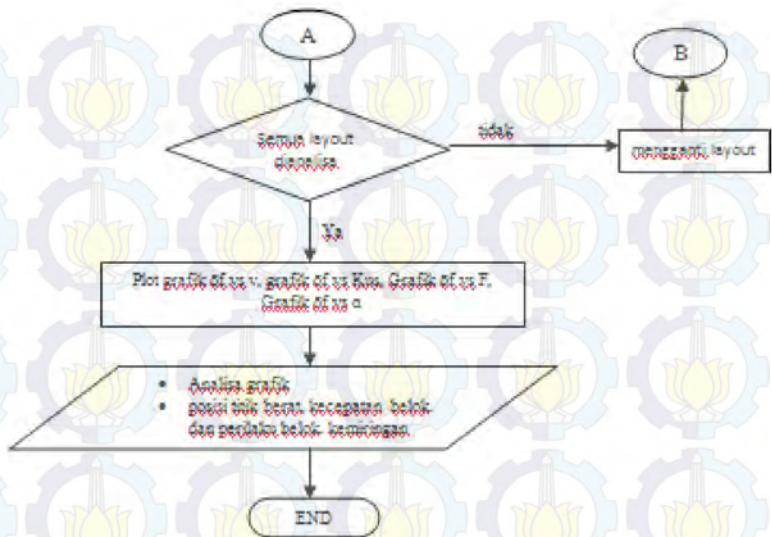 A
B
Semua layout
dianalisa
tidak
mengganti layout
Ya
Plot grafik δf vs v, grafik δf vs Kus, Grafik δf vs F,
Grafik δf vs α
• Analisa grafik
• posisi titik berat, kecepatan belok
dan perilaku belok, kemiringan
END